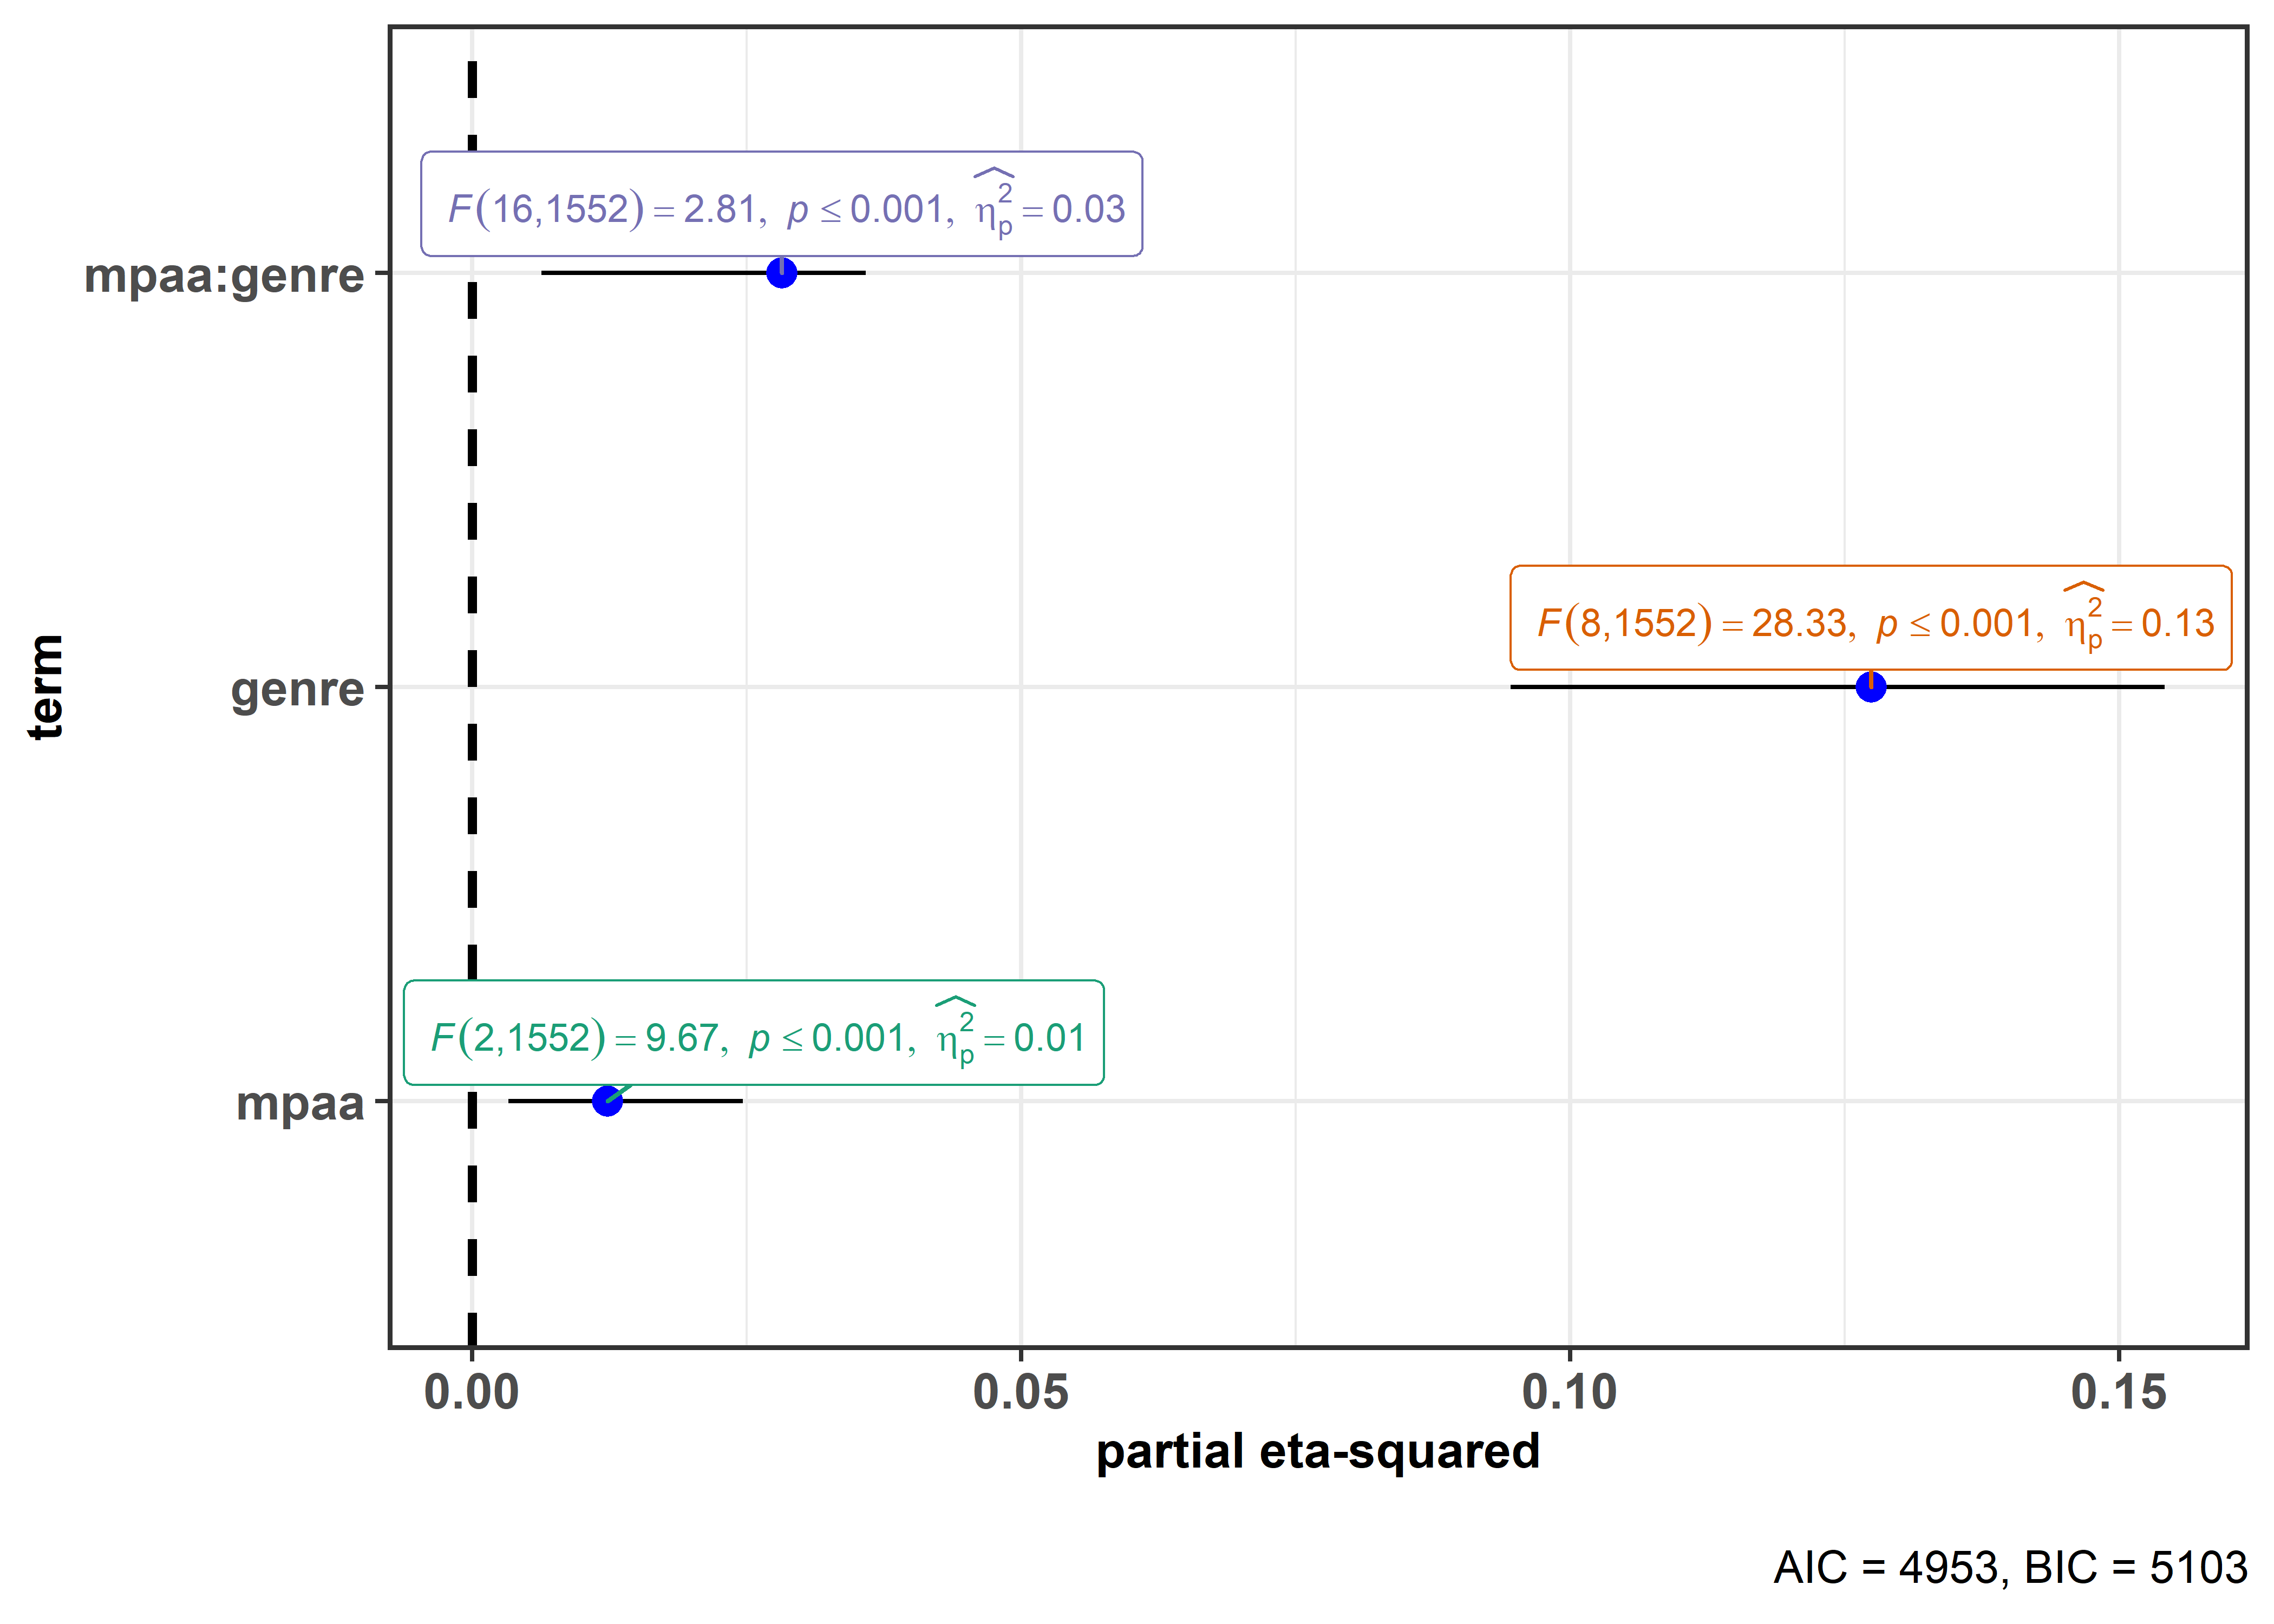 F(16,1552) = 2.81, p ≤ 0.001, η̂²ₚ = 0.03
mpaa:genre
F(8,1552) = 28.33, p ≤ 0.001, η̂²ₚ = 0.13
genre
term
F(2,1552) = 9.67, p ≤ 0.001, η̂²ₚ = 0.01
mpaa
0.00 0.05 0.10 0.15
partial eta-squared
AIC = 4953, BIC = 5103